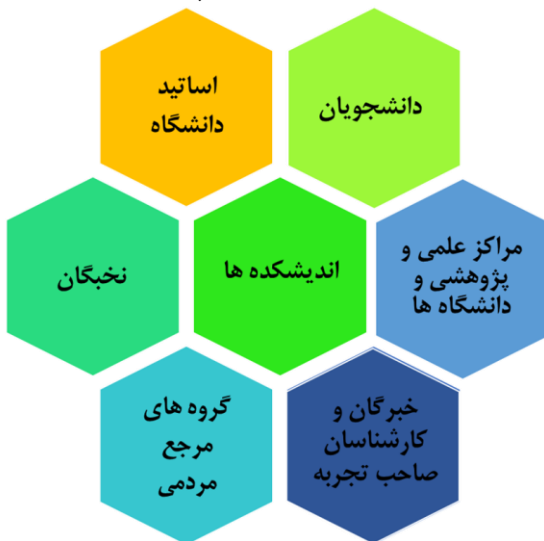 دانشجویان
اساتید
دانشگاه
مراکز علمی و
پژوهشی و
دانشگاه ها
اندیشکده ها
نخبگان
خبرگان و
کارشناسان
صاحب تجربه
گروه های
مرجع
مردمی